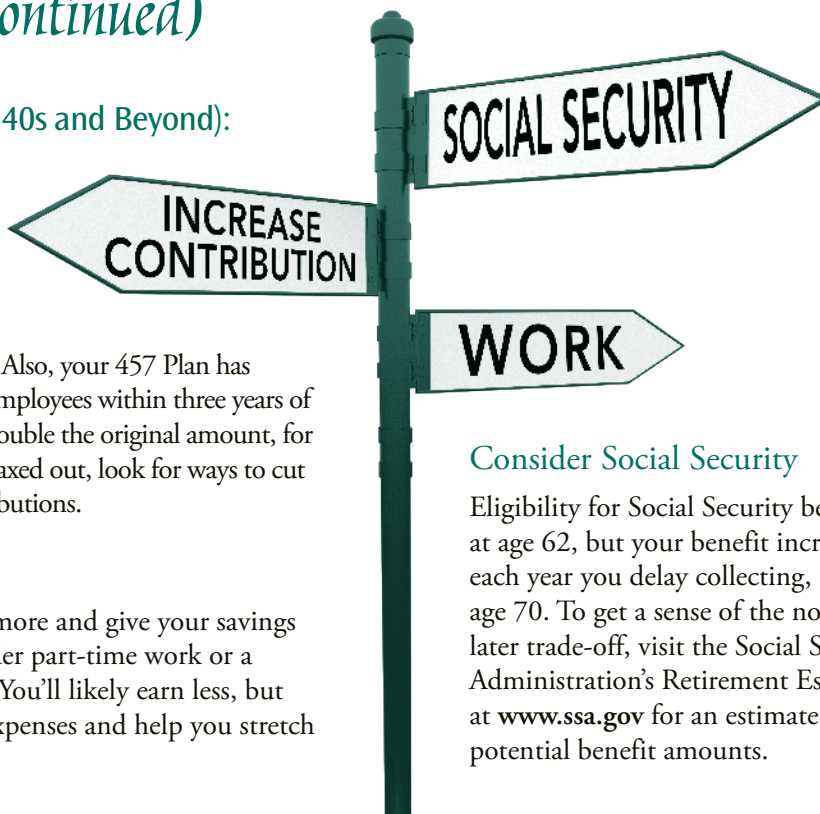 ontinued)
40s and Beyond):
SOCIAL SECURITY
INCREASE
CONTRIBUTION
WORK
Also, your 457 Plan has
mployees within three years of
ouble the original amount, for
axed out, look for ways to cut
butions.
more and give your savings
er part-time work or a
You'll likely earn less, but
xpenses and help you stretch
Consider Social Security
Eligibility for Social Security be
at age 62, but your benefit incr
each year you delay collecting,
age 70. To get a sense of the no
later trade-off, visit the Social S
Administration's Retirement Es
at www.ssa.gov for an estimate
potential benefit amounts.